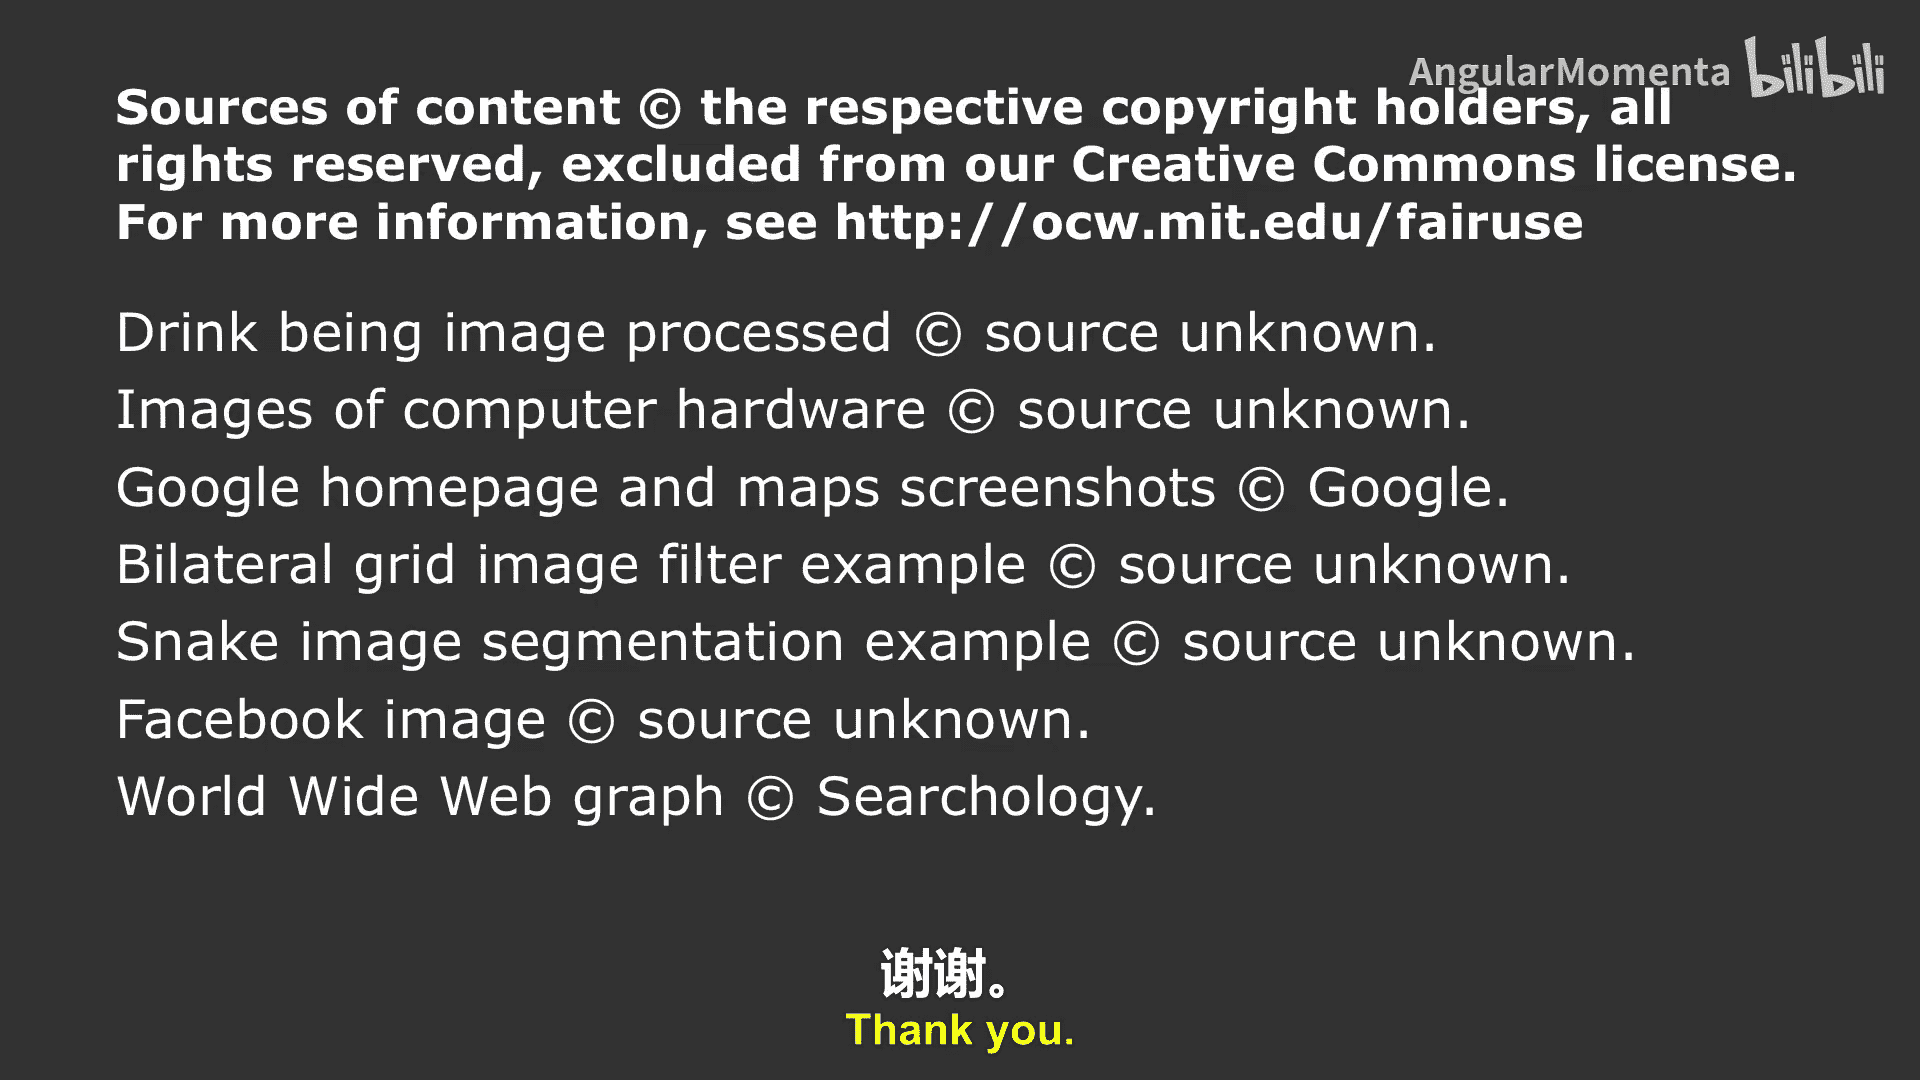 AngularMomenta bilibili
Sources of content © the respective copyright holders, all
rights reserved, excluded from our Creative Commons license.
For more information, see http://ocw.mit.edu/fairuse
Drink being image processed © source unknown.
Images of computer hardware © source unknown.
Google homepage and maps screenshots © Google.
Bilateral grid image filter example © source unknown.
Snake image segmentation example © source unknown.
Facebook image © source unknown.
World Wide Web graph © Searchology.
谢谢。
Thank you.